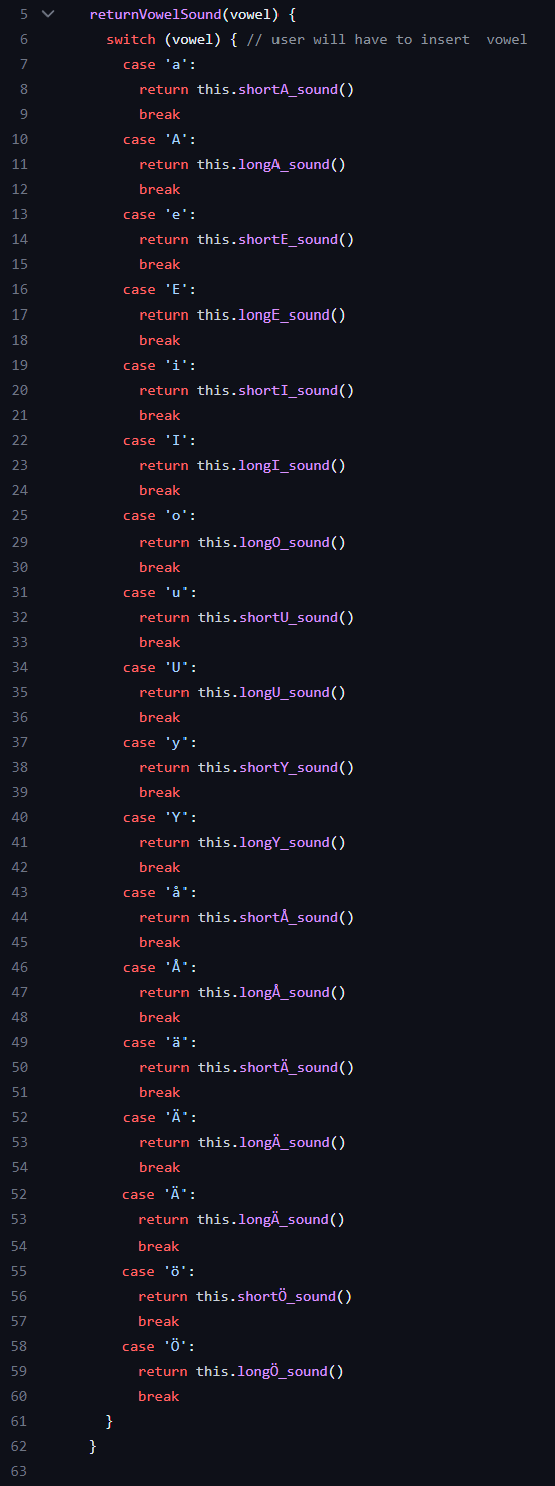 5 returnVowelSound(vowel) {
6 switch (vowel) { // user will have to insert  vowel
7 case 'a':
8 return this.shortA_sound()
9 break
10 case 'A':
11 return this.longA_sound()
12 break
13 case 'e':
14 return this.shortE_sound()
15 break
16 case 'E':
17 return this.longE_sound()
18 break
19 case 'i':
20 return this.shortI_sound()
21 break
22 case 'I':
23 return this.longI_sound()
24 break
25 case 'o':
29 return this.longO_sound()
30 break
31 case 'u':
32 return this.shortU_sound()
33 break
34 case 'U':
35 return this.longU_sound()
36 break
37 case 'y':
38 return this.shortY_sound()
39 break
40 case 'Y':
41 return this.longY_sound()
42 break
43 case 'å':
44 return this.shortÅ_sound()
45 break
46 case 'Å':
47 return this.longÅ_sound()
48 break
49 case 'ä':
50 return this.shortÄ_sound()
51 break
52 case 'Ä':
53 return this.longÄ_sound()
54 break
52 case 'Ä':
53 return this.longÄ_sound()
54 break
55 case 'ö':
56 return this.shortÖ_sound()
57 break
58 case 'Ö':
59 return this.longÖ_sound()
60 break
61 }
62 }
63